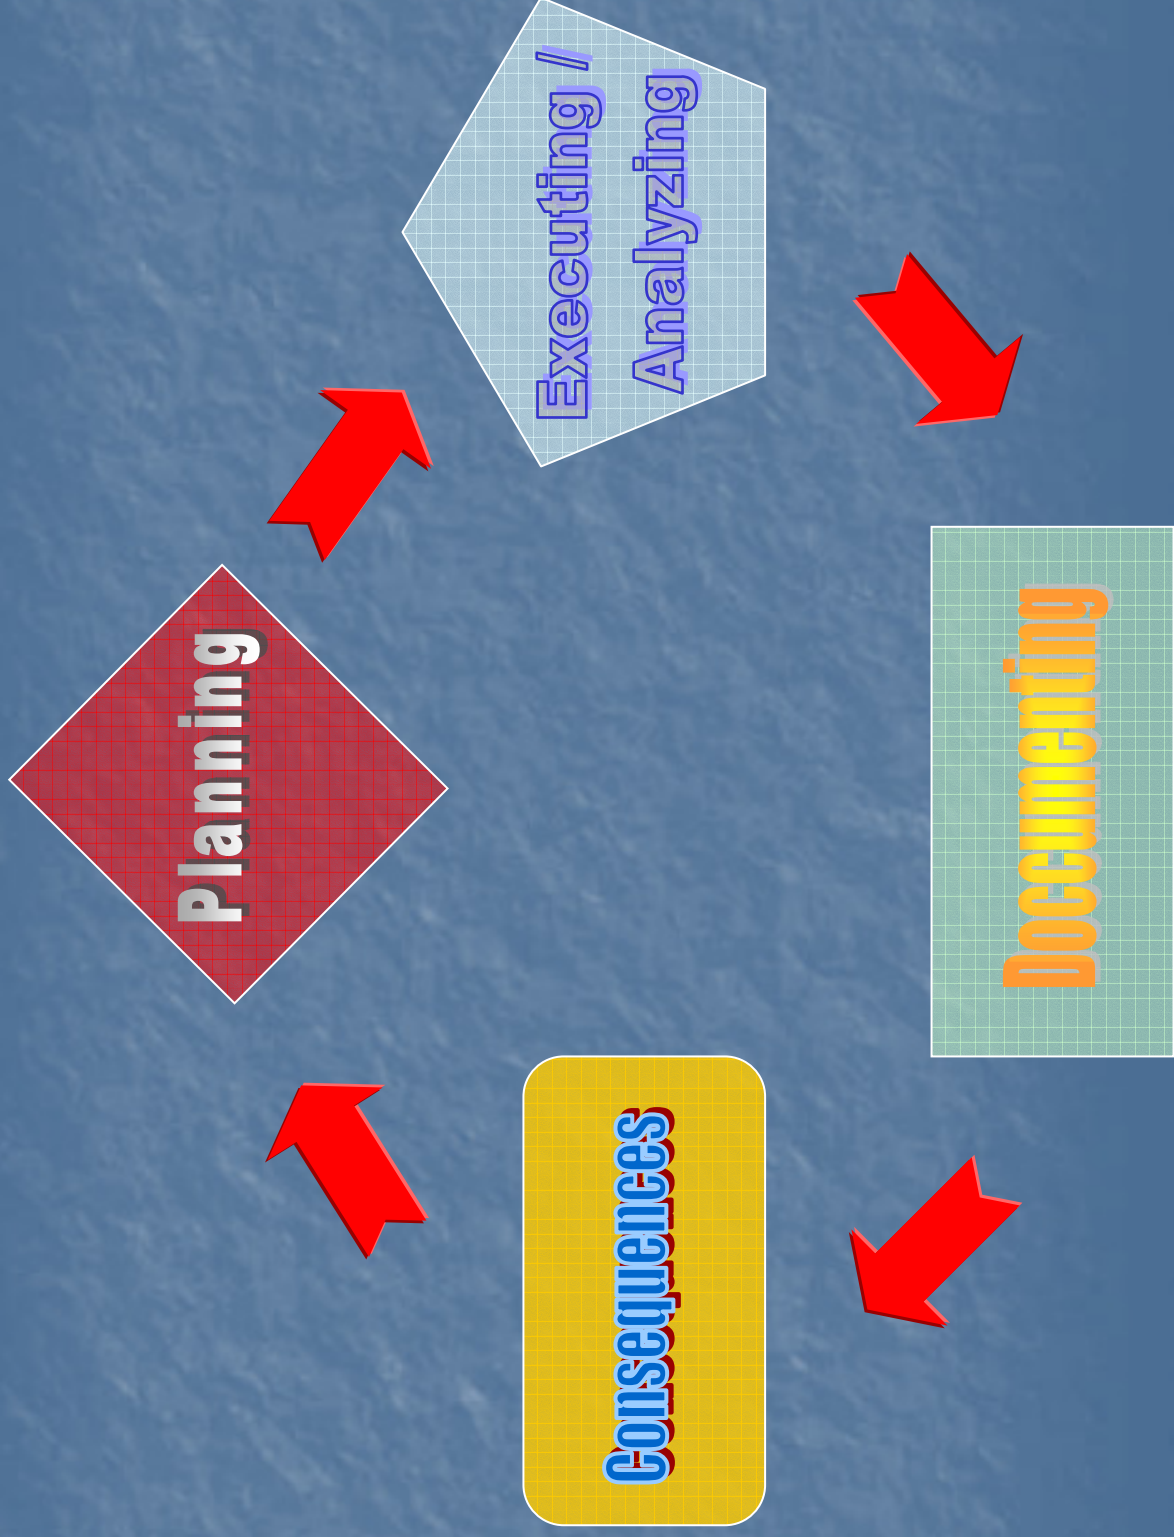 Planning
Executing /
Analyzing
Doccumenting
Consequences